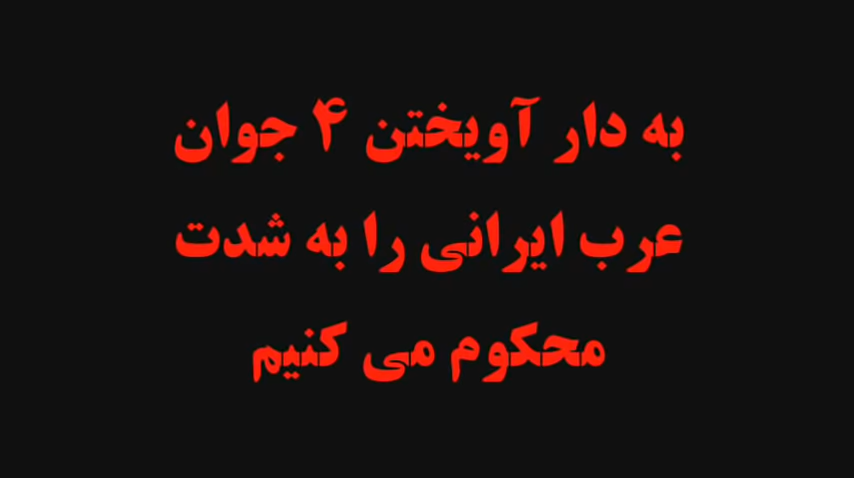 به دار آویختن ۴ جوان
عرب ایرانی را به شدت
محکوم می کنیم